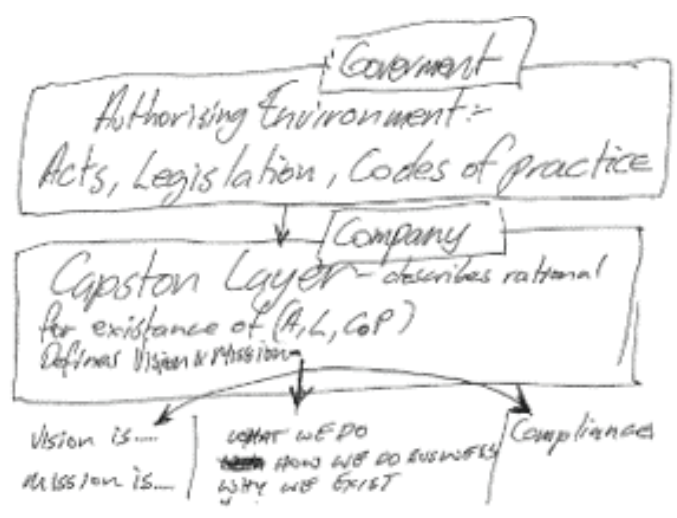 Goverment
Authorising Environment:-
Acts, Legislation, Codes of practice
Company
Capston Layer - describes rational
for existance of (A, L, CoP)
Defines Vision & Mission
Vision is.....
Mission is.....
WHAT WE DO
HOW WE DO BUSINESS
WHY WE EXIST
Compliances